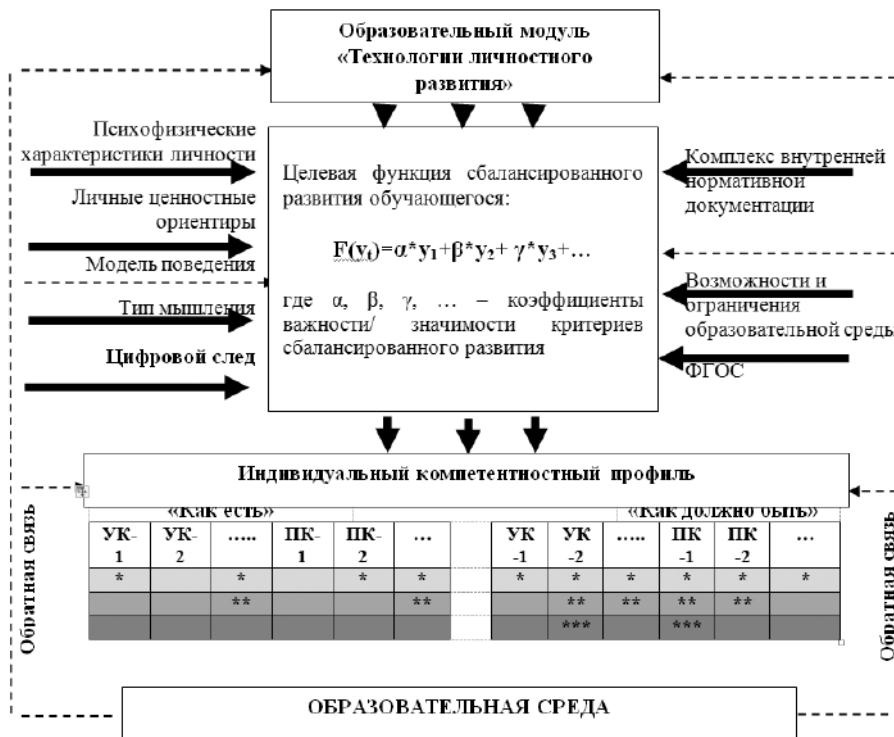 Образовательный модуль
«Технологии личностного
развития»
Психофизические
характеристики личности
Личные ценностные
ориентиры
Модель поведения
Тип мышления
Цифровой след
Целевая функция сбалансированного
развития обучающегося:
F(yt)=α*y1+β*y2+ γ*y3+…
где α, β, γ, … – коэффициенты
важности/ значимости критериев
сбалансированного развития
Комплекс внутренней
нормативной
документации
Возможности и
ограничения
образовательной среды
ФГОС
Индивидуальный компетентностный профиль
«Как есть» «Как должно быть»
УК-1 УК-2 ….. ПК-1 ПК-2 … УК-1 УК-2 ….. ПК-1 ПК-2 …
* * * * * * * * * *
** ** ** ** ** **
*** ***
Обратная связь
Обратная связь
ОБРАЗОВАТЕЛЬНАЯ СРЕДА